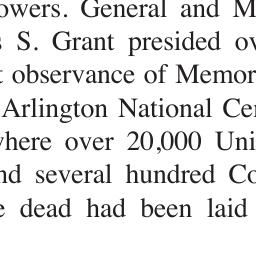 owers. General and M
s S. Grant presided ov
t observance of Memor
Arlington National Cem
where over 20,000 Uni
nd several hundred Co
e dead had been laid